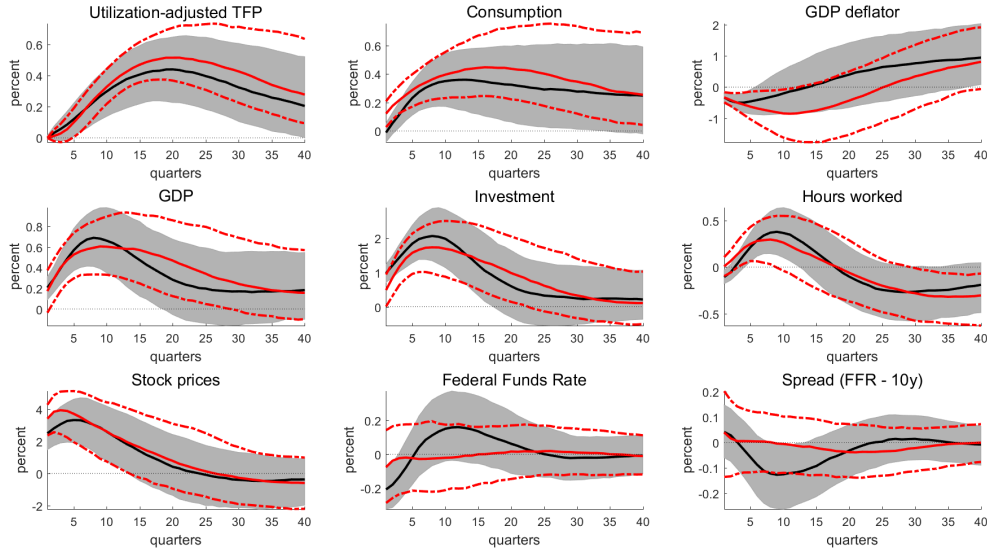 Utilization-adjusted TFP
percent
0.6
0.4
0.2
0
5 10 15 20 25 30 35 40
quarters
Consumption
percent
0.6
0.4
0.2
0
5 10 15 20 25 30 35 40
quarters
GDP deflator
percent
2
1
0
-1
5 10 15 20 25 30 35 40
quarters
GDP
percent
0.8
0.6
0.4
0.2
0
5 10 15 20 25 30 35 40
quarters
Investment
percent
2
1
0
5 10 15 20 25 30 35 40
quarters
Hours worked
percent
0.5
0
-0.5
5 10 15 20 25 30 35 40
quarters
Stock prices
percent
4
2
0
-2
5 10 15 20 25 30 35 40
quarters
Federal Funds Rate
percent
0.2
0
-0.2
5 10 15 20 25 30 35 40
quarters
Spread (FFR - 10y)
percent
0.2
0.1
0
-0.1
-0.2
5 10 15 20 25 30 35 40
quarters